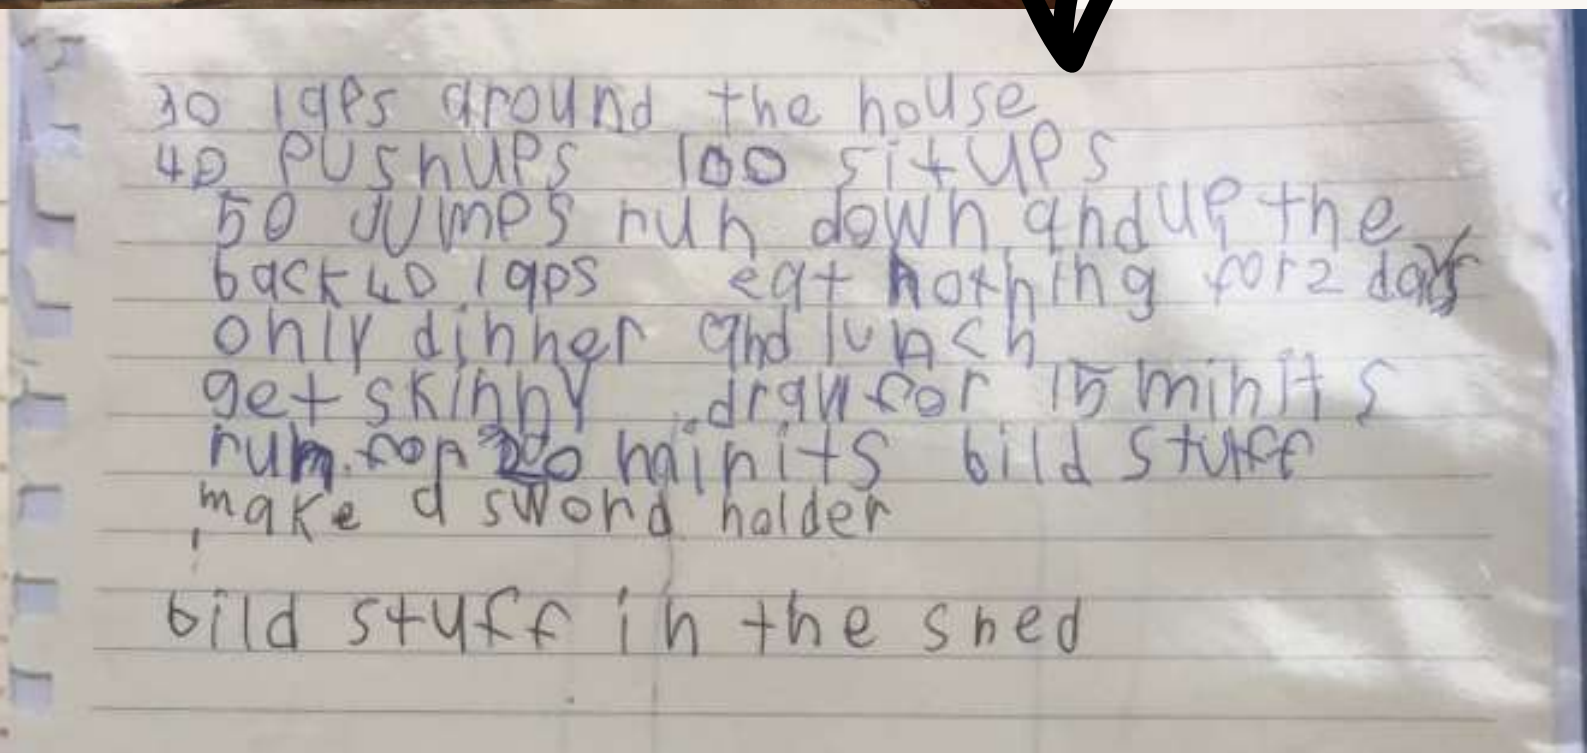 30 laps around the house
40 pushups 100 situps
50 jumps run down and up the
back 40 laps eat nothing for 2 days
only dinner and lunch
get skinny draw for 15 minits
run for 20 minits bild stuff
make a sword holder
bild stuff in the shed